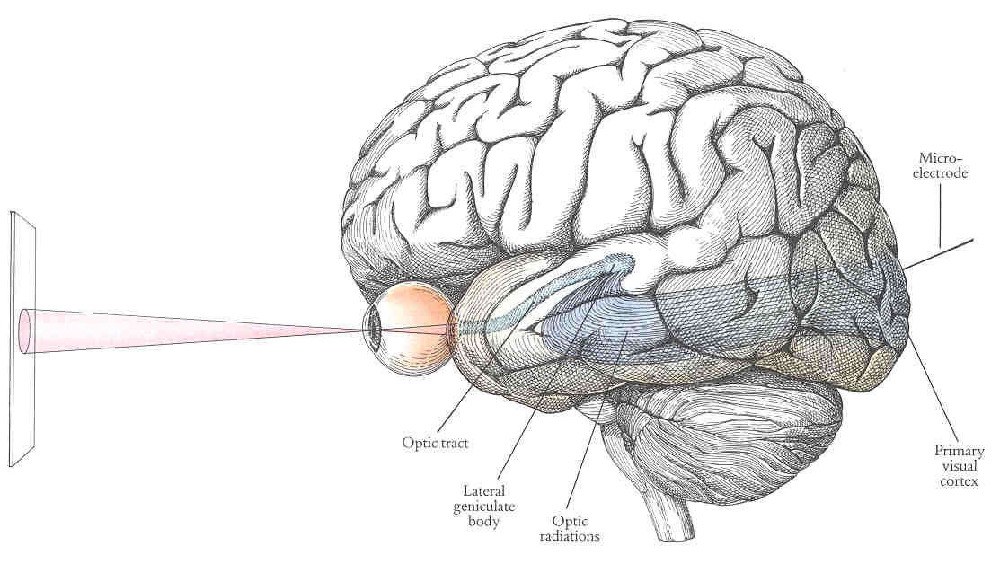 Micro-
electrode
Optic tract
Lateral
geniculate
body
Optic
radiations
Primary
visual
cortex